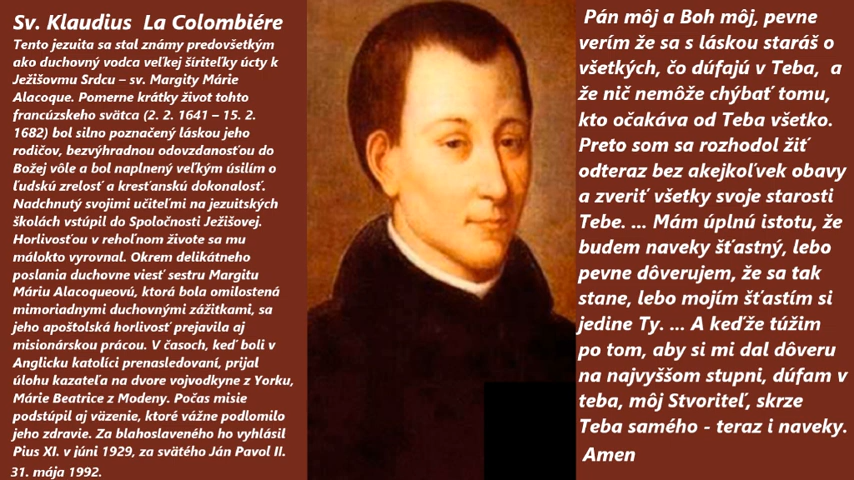 Sv. Klaudius La Colombiére
Tento jezuita sa stal známy predovšetkým
ako duchovný vodca veľkej šíriteľky úcty k
Ježišovmu Srdcu – sv. Margity Márie
Alacoque. Pomerne krátky život tohto
francúzskeho svätca (2. 2. 1641 – 15. 2.
1682) bol silno poznačený láskou jeho
rodičov, bezvýhradnou odovzdanosťou do
Božej vôle a bol naplnený veľkým úsilím o
ľudskú zrelosť a kresťanskú dokonalosť.
Nadchnutý svojimi učiteľmi na jezuitských
školách vstúpil do Spoločnosti Ježišovej.
Horlivosťou v rehoľnom živote sa mu
málokto vyrovnal. Okrem delikátneho
poslania duchovne viesť sestru Margitu
Máriu Alacoqueovú, ktorá bola omilostená
mimoriadnymi duchovnými zážitkami, sa
jeho apoštolská horlivosť prejavila aj
misionárskou prácou. V časoch, keď boli v
Anglicku katolíci prenasledovaní, prijal
úlohu kazateľa na dvore vojvodkyne z Yorku,
Márie Beatrice z Modeny. Počas misie
podstúpil aj väzenie, ktoré vážne podlomilo
jeho zdravie. Za blahoslaveného ho vyhlásil
Pius XI. v júni 1929, za svätého Ján Pavol II.
31. mája 1992.
Pán môj a Boh môj, pevne
verím že sa s láskou staráš o
všetkých, čo dúfajú v Teba, a
že nič nemôže chýbať tomu,
kto očakáva od Teba všetko.
Preto som sa rozhodol žiť
odteraz bez akejkoľvek obavy
a zveriť všetky svoje starosti
Tebe. ... Mám úplnú istotu, že
budem naveky šťastný, lebo
pevne dôverujem, že sa tak
stane, lebo mojím šťastím si
jedine Ty. ... A keďže túžim
po tom, aby si mi dal dôveru
na najvyššom stupni, dúfam v
teba, môj Stvoriteľ, skrze
Teba samého - teraz i naveky.
Amen